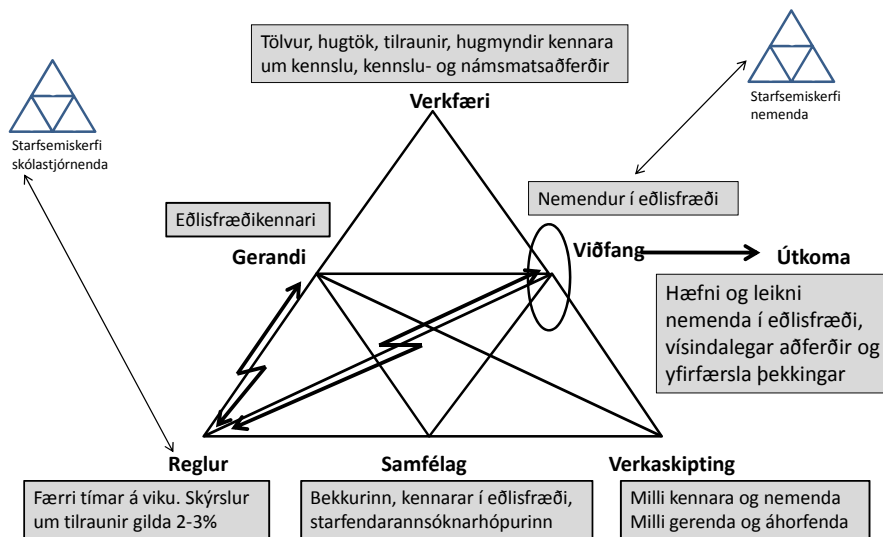 Tölvur, hugtök, tilraunir, hugmyndir kennara
um kennslu, kennslu- og námsmatsaðferðir
Verkfæri
Starfsemiskerfi
skólastjórnenda
Starfsemiskerfi
nemenda
Nemendur í eðlisfræði
Eðlisfræðikennari
Gerandi
Viðfang
Útkoma
Hæfni og leikni
nemenda í eðlisfræði,
vísindalegar aðferðir og
yfirfærsla þekkingar
Reglur
Samfélag
Verkaskipting
Færri tímar á viku. Skýrslur
um tilraunir gilda 2-3%
Bekkurinn, kennarar í eðlisfræði,
starfendarannsóknarhópurinn
Milli kennara og nemenda
Milli gerenda og áhorfenda